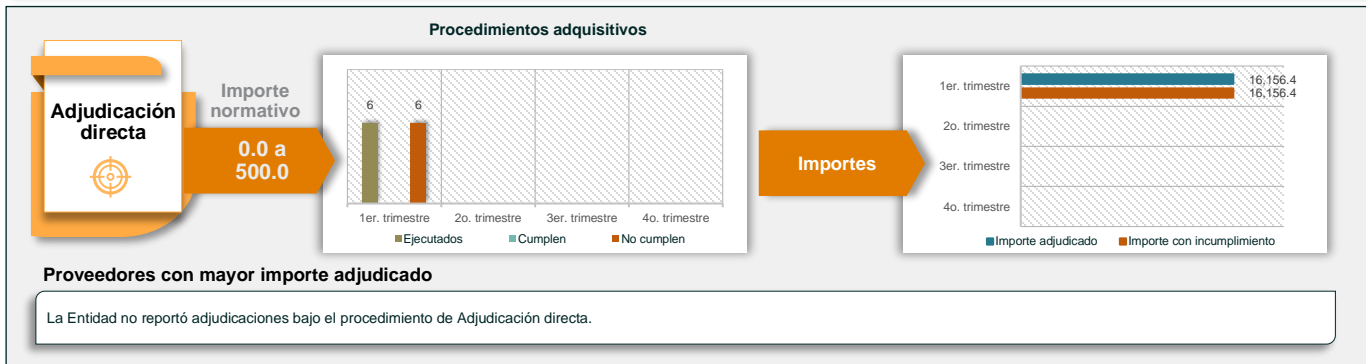 Procedimientos adquisitivos
Adjudicación
directa
Importe
normativo
0.0 a
500.0
6
6
1er. trimestre
2o. trimestre
3er. trimestre
4o. trimestre
Ejecutados
Cumplen
No cumplen
Importes
1er. trimestre
2o. trimestre
3er. trimestre
4o. trimestre
16,156.4
16,156.4
Importe adjudicado
Importe con incumplimiento
Proveedores con mayor importe adjudicado
La Entidad no reportó adjudicaciones bajo el procedimiento de Adjudicación directa.